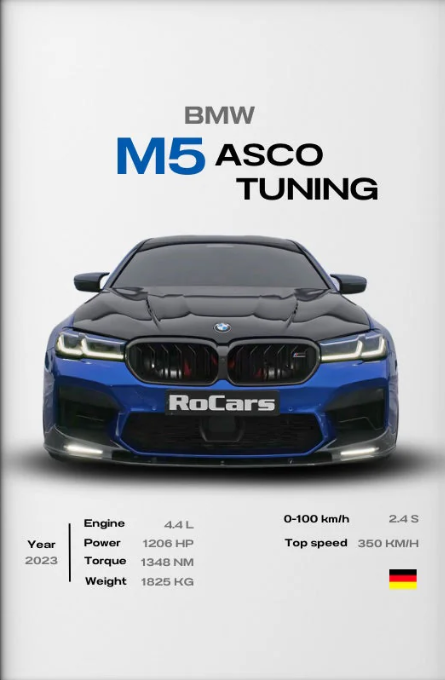 BMW
M5 ASCO
TUNING
RoCars
Engine 4.4 L
Power 1206 HP
Torque 1348 NM
Weight 1825 KG
Year
2023
0-100 km/h 2.4 S
Top speed 350 KM/H